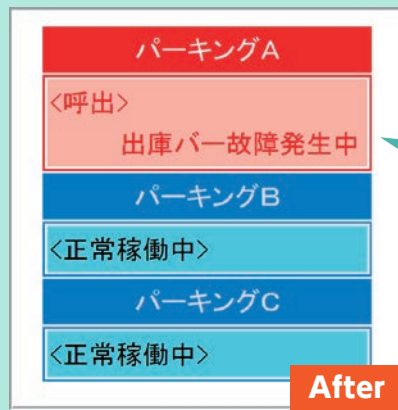 パーキングA
<呼出>
出庫バー故障発生中
パーキングB
<正常稼働中>
パーキングC
<正常稼働中>
After